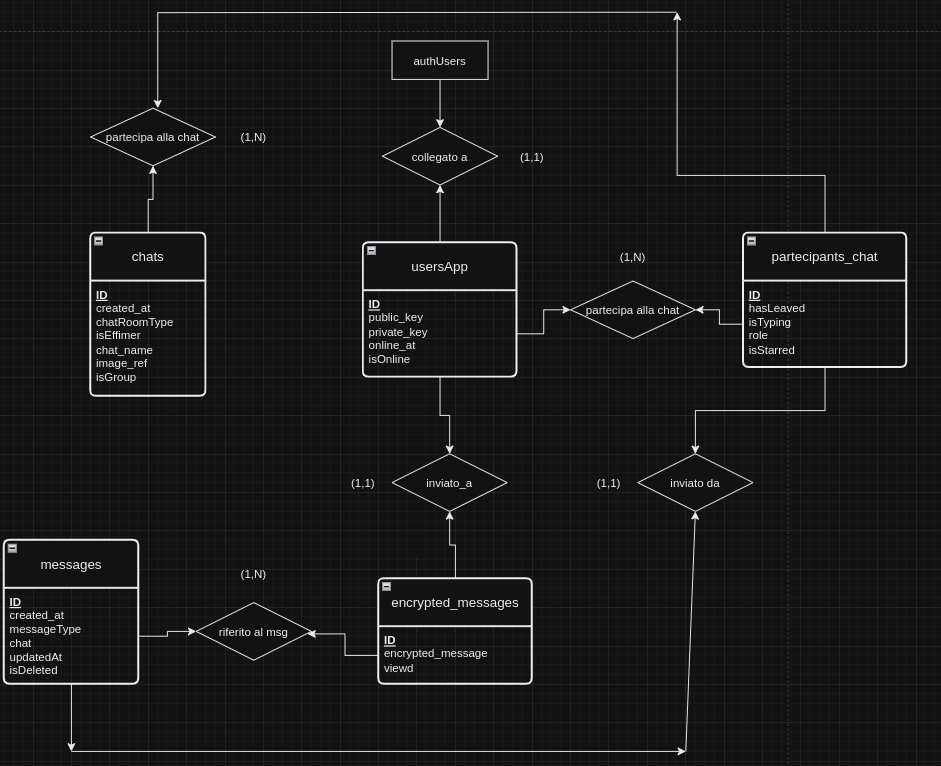 authUsers
partecipa alla chat
(1,N)
collegato a
(1,1)
chats
ID
created_at
chatRoomType
isEffimer
chat_name
image_ref
isGroup
usersApp
ID
public_key
private_key
online_at
isOnline
(1,N)
partecipa alla chat
partecipants_chat
ID
hasLeaved
isTyping
role
isStarred
(1,1)
inviato_a
(1,1)
inviato da
messages
ID
created_at
messageType
chat
updatedAt
isDeleted
(1,N)
riferito al msg
encrypted_messages
ID
encrypted_message
viewd